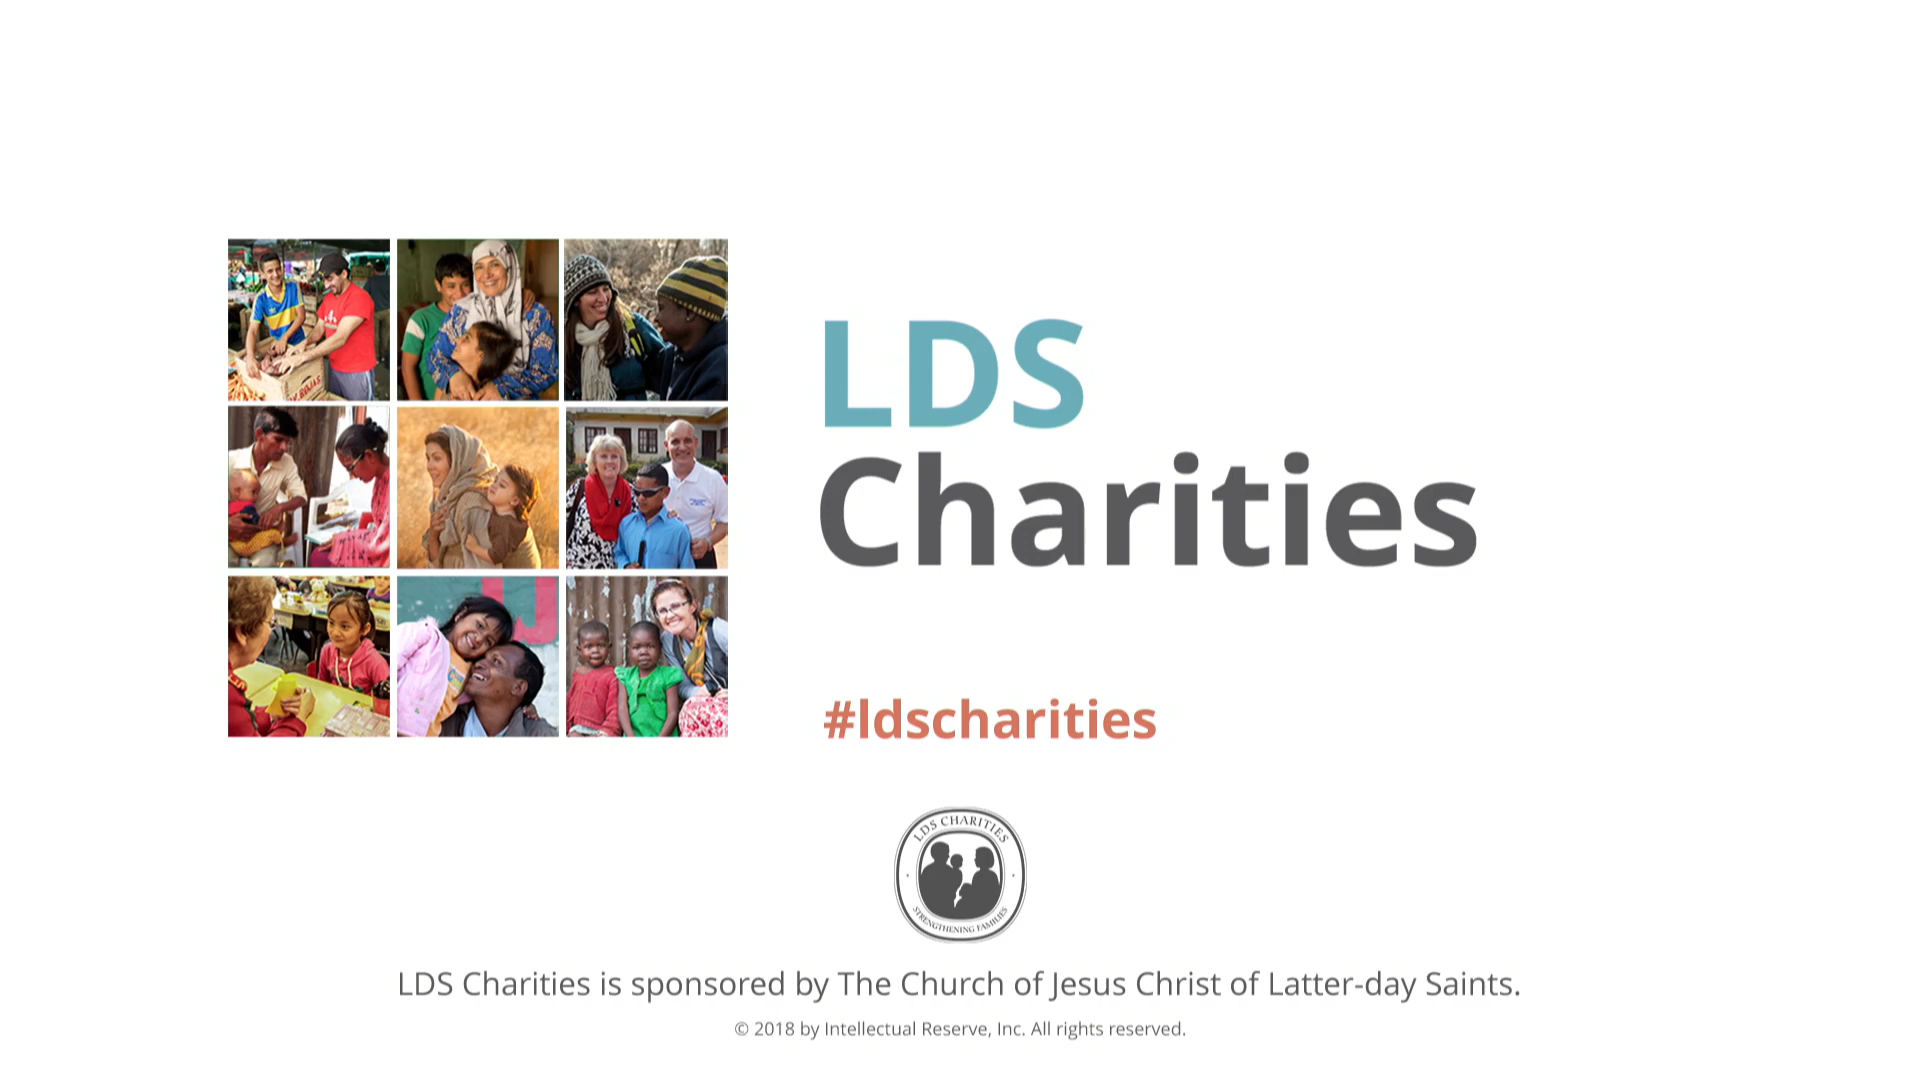 LDS
Charities
#ldscharities
LDS CHARITIES
STRENGTHENING FAMILIES
LDS Charities is sponsored by The Church of Jesus Christ of Latter-day Saints.
© 2018 by Intellectual Reserve, Inc. All rights reserved.